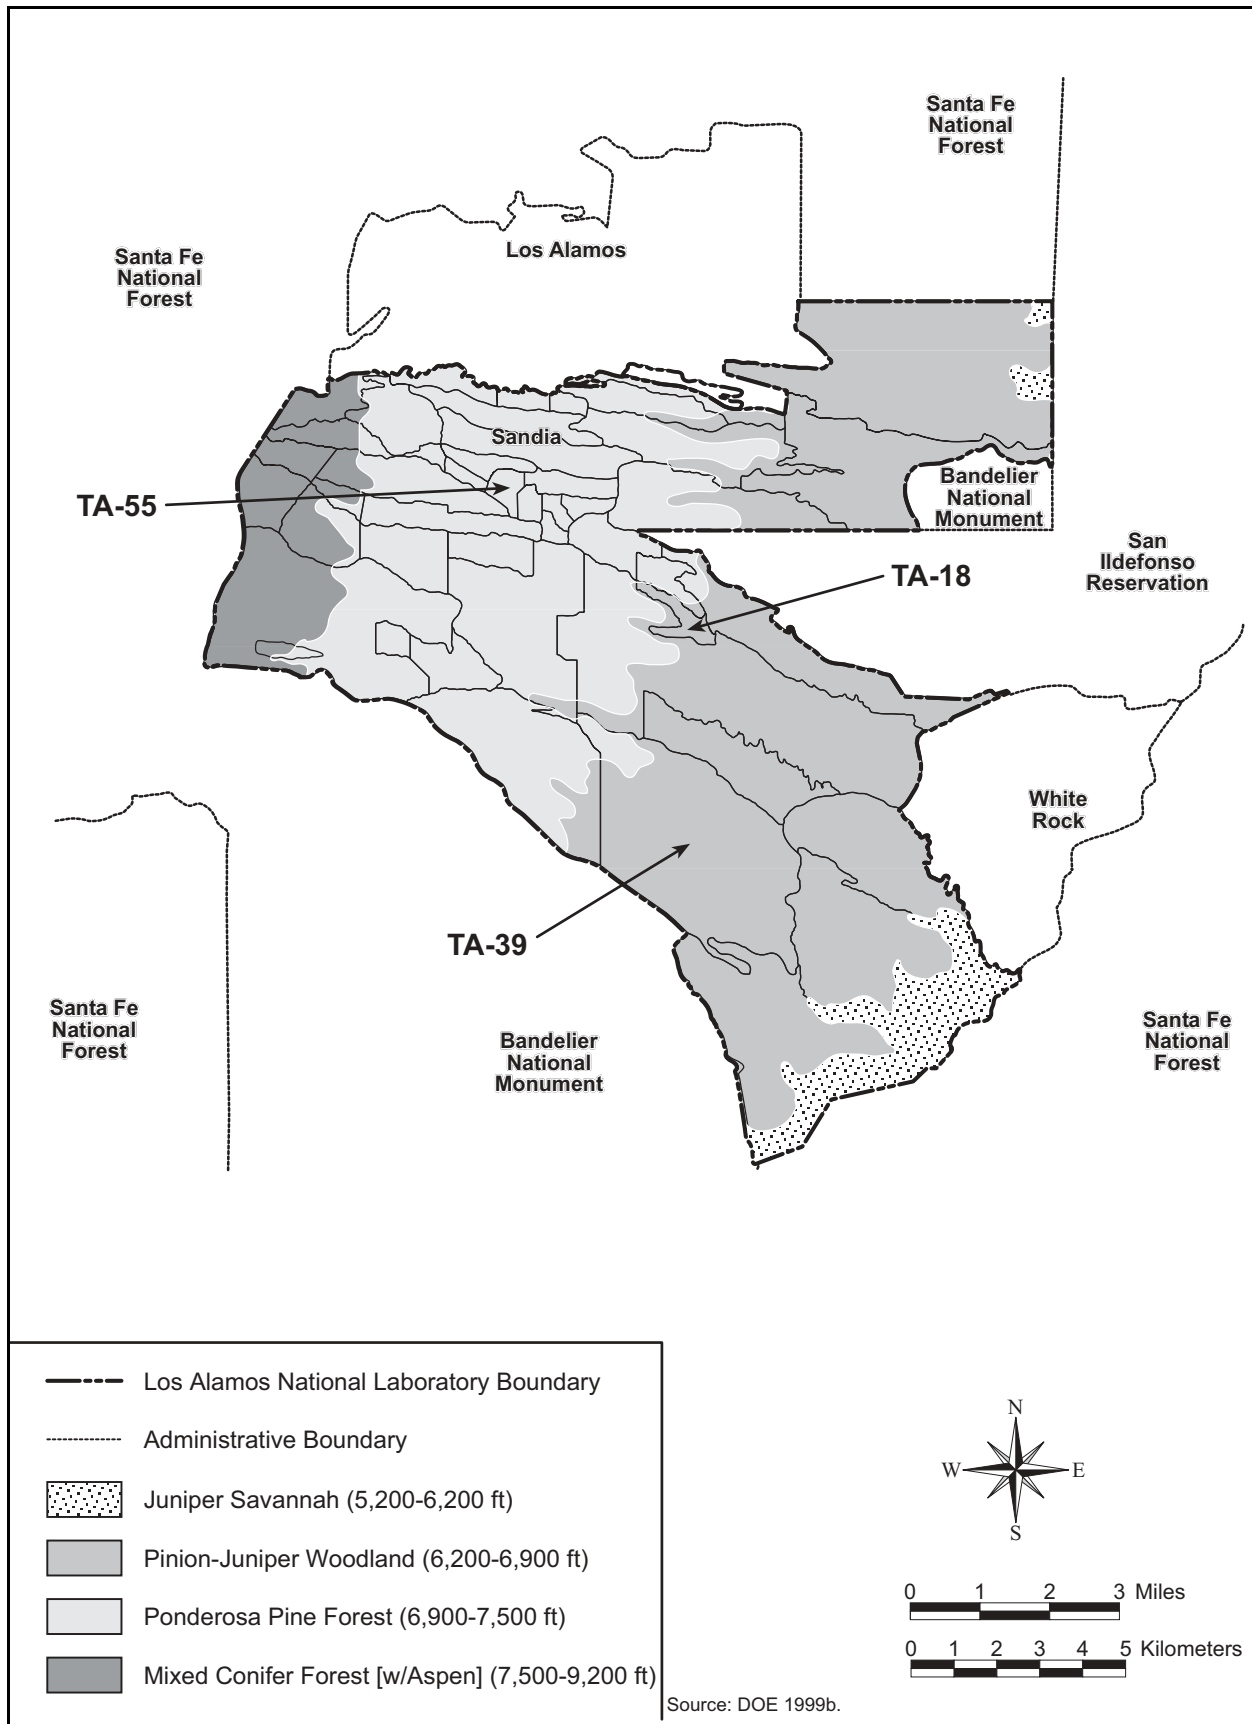 Santa Fe
National
Forest
Santa Fe
National
Forest
Los Alamos
Sandia
TA-55
Bandelier
National
Monument
San
Ildefonso
Reservation
TA-18
White
Rock
TA-39
Santa Fe
National
Forest
Bandelier
National
Monument
Santa Fe
National
Forest
Los Alamos National Laboratory Boundary
Administrative Boundary
Juniper Savannah (5,200-6,200 ft)
Pinion-Juniper Woodland (6,200-6,900 ft)
Ponderosa Pine Forest (6,900-7,500 ft)
Mixed Conifer Forest [w/Aspen] (7,500-9,200 ft)
N
W E
S
0 1 2 3 Miles
0 1 2 3 4 5 Kilometers
Source: DOE 1999b.